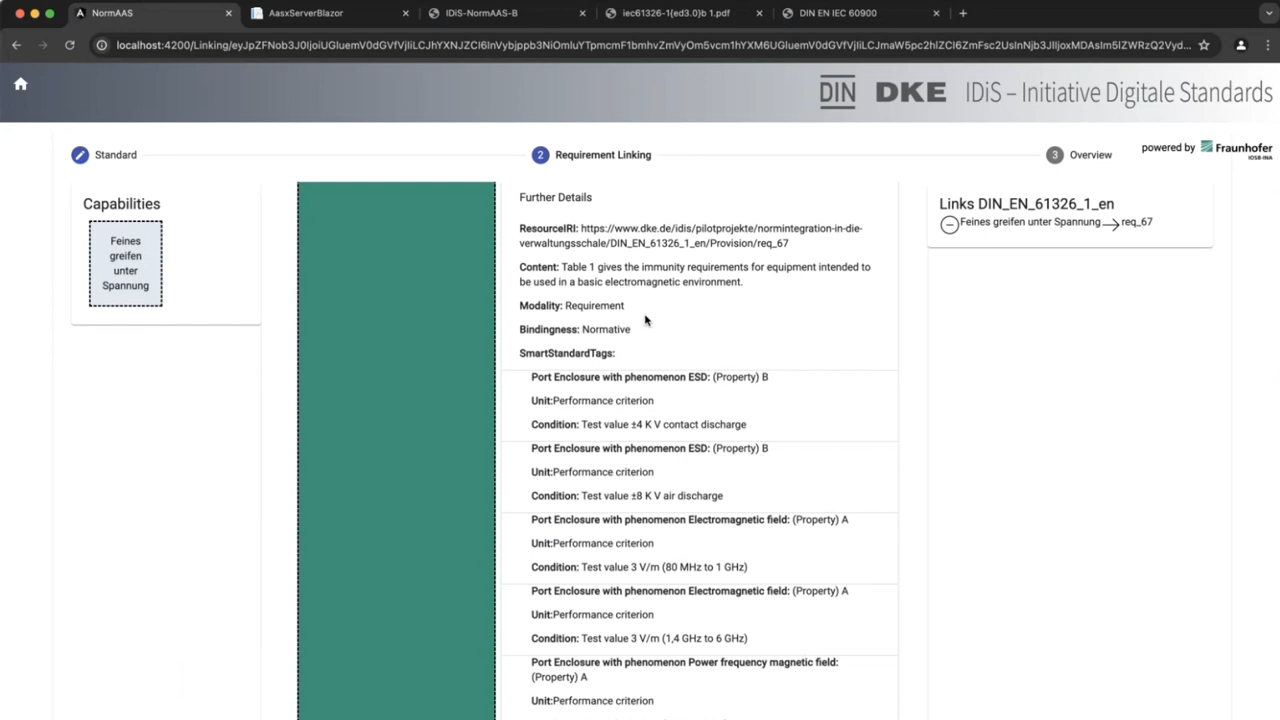 NormAAS
AasxServerBlazor
IDiS-NormAAS-B
iec61326-1{ed3.0}b 1.pdf
DIN EN IEC 60900
DIN DKE IDiS – Initiative Digitale Standards
Standard
2 Requirement Linking
3 Overview
powered by Fraunhofer
IOSB-INA
Capabilities
Feines
greifen
unter
Spannung
Further Details
ResourceIRI: https://www.dke.de/idis/pilotprojekte/normintegration-in-die-
verwaltungsschale/DIN_EN_61326_1_en/Provision/req_67
Content: Table 1 gives the immunity requirements for equipment intended to
be used in a basic electromagnetic environment.
Modality: Requirement
Bindingness: Normative
SmartStandardTags:
Port Enclosure with phenomenon ESD: (Property) B
Unit:Performance criterion
Condition: Test value ±4 K V contact discharge
Port Enclosure with phenomenon ESD: (Property) B
Unit:Performance criterion
Condition: Test value ±8 K V air discharge
Port Enclosure with phenomenon Electromagnetic field: (Property) A
Unit:Performance criterion
Condition: Test value 3 V/m (80 MHz to 1 GHz)
Port Enclosure with phenomenon Electromagnetic field: (Property) A
Unit:Performance criterion
Condition: Test value 3 V/m (1,4 GHz to 6 GHz)
Port Enclosure with phenomenon Power frequency magnetic field:
(Property) A
Unit:Performance criterion
Links DIN_EN_61326_1_en
Feines greifen unter Spannung → req_67